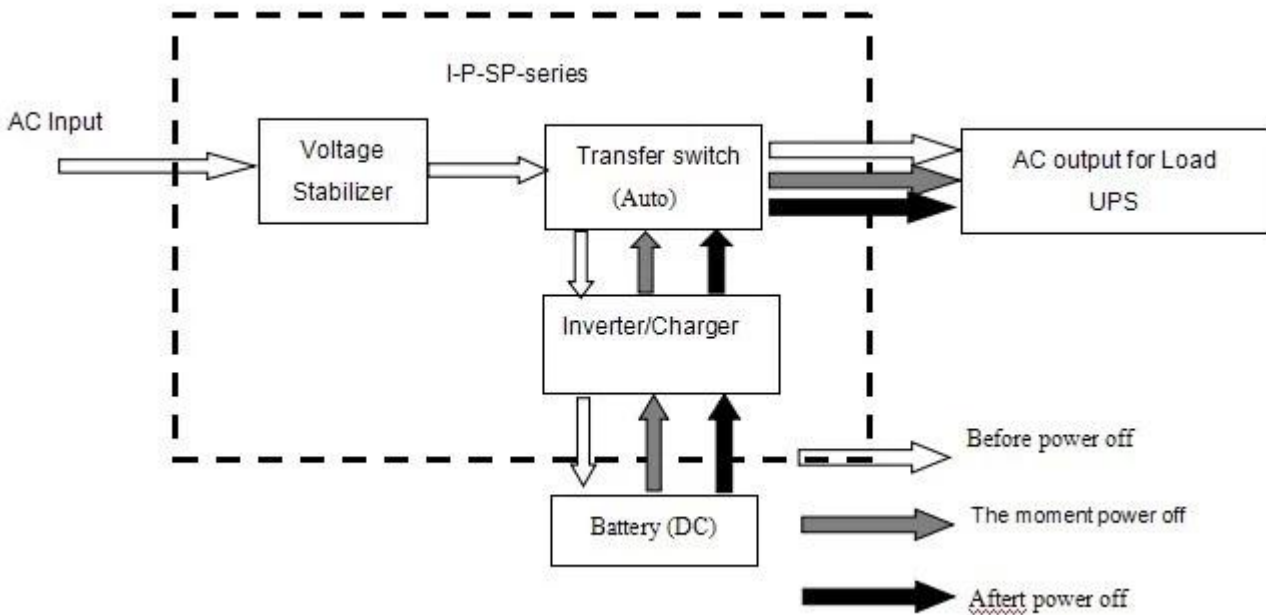 I-P-SP-series
AC Input
Voltage
Stabilizer
Transfer switch
(Auto)
AC output for Load
UPS
Inverter/Charger
Battery (DC)
Before power off
The moment power off
Aftert power off